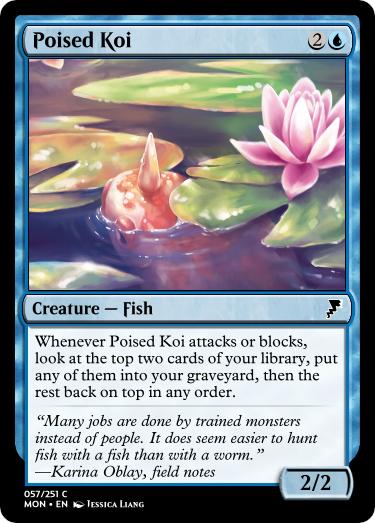 Poised Koi 2
Creature — Fish
Whenever Poised Koi attacks or blocks,
look at the top two cards of your library, put
any of them into your graveyard, then the
rest back on top in any order.
“Many jobs are done by trained monsters
instead of people. It does seem easier to hunt
fish with a fish than with a worm.”
—Karina Oblay, field notes
2/2
057/251 C
MON • EN Jessica Liang